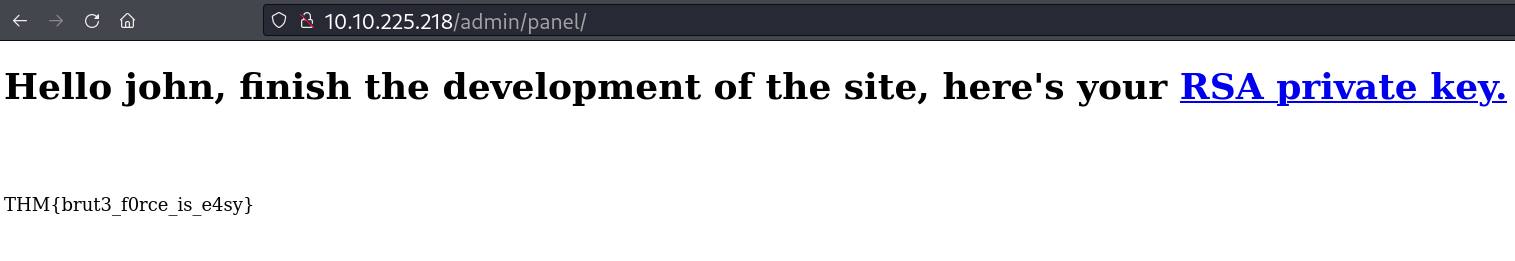 10.10.225.218/admin/panel/
Hello john, finish the development of the site, here's your RSA private key.
THM{brut3_f0rce_is_e4sy}